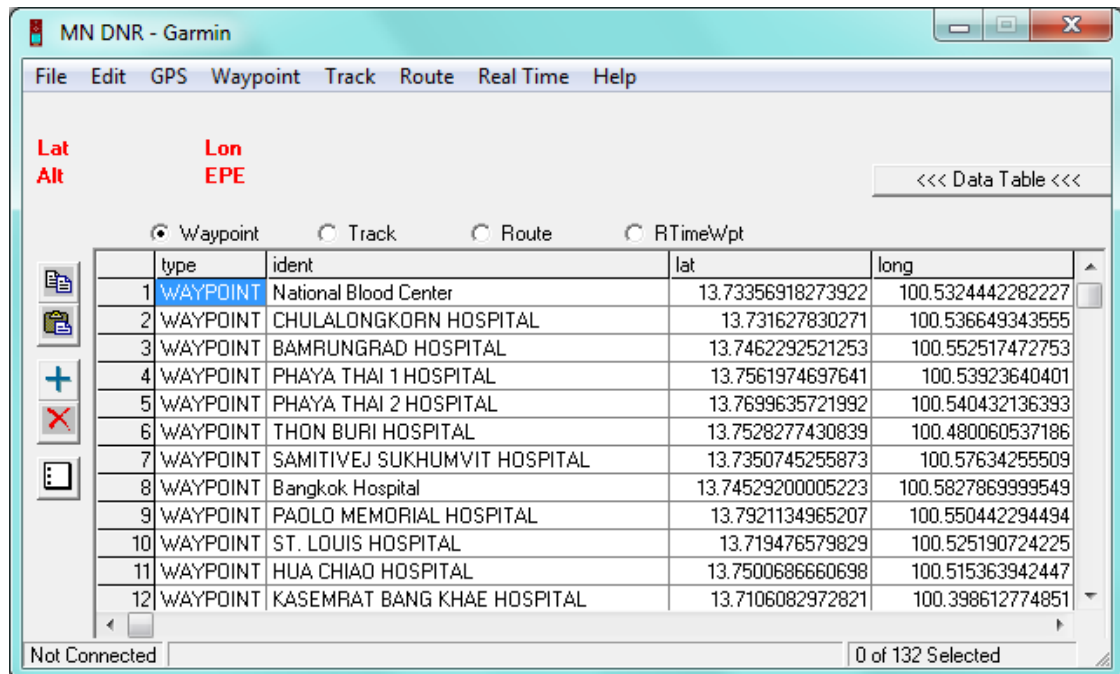 MN DNR - Garmin
File Edit GPS Waypoint Track Route Real Time Help
Lat Lon
Alt EPE
<<< Data Table <<<
Waypoint Track Route RTimeWpt
type ident lat long
1 WAYPOINT National Blood Center 13.73356918273922 100.5324442282227
2 WAYPOINT CHULALONGKORN HOSPITAL 13.731627830271 100.536649343555
3 WAYPOINT BAMRUNGRAD HOSPITAL 13.7462292521253 100.552517472753
4 WAYPOINT PHAYA THAI 1 HOSPITAL 13.7561974697641 100.53923640401
5 WAYPOINT PHAYA THAI 2 HOSPITAL 13.7699635721992 100.540432136393
6 WAYPOINT THON BURI HOSPITAL 13.7528277430839 100.480060537186
7 WAYPOINT SAMITIVEJ SUKHUMVIT HOSPITAL 13.7350745255873 100.57634255509
8 WAYPOINT Bangkok Hospital 13.74529200005223 100.5827869999549
9 WAYPOINT PAOLO MEMORIAL HOSPITAL 13.7921134965207 100.550442294494
10 WAYPOINT ST. LOUIS HOSPITAL 13.719476579829 100.525190724225
11 WAYPOINT HUA CHIAO HOSPITAL 13.7500686660698 100.515363942447
12 WAYPOINT KASEMRAT BANG KHAE HOSPITAL 13.7106082972821 100.398612774851
Not Connected 0 of 132 Selected